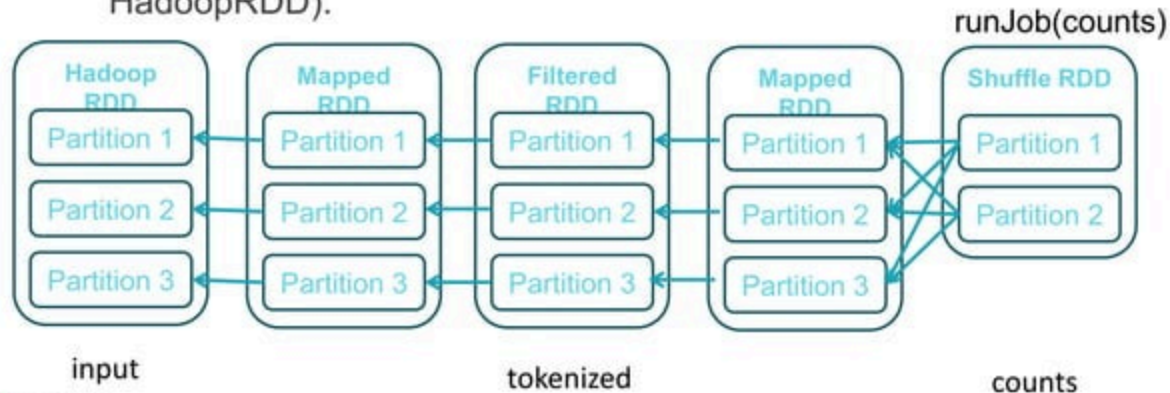 HadoopRDD).
runJob(counts)
Hadoop
RDD
Partition 1
Partition 2
Partition 3
Mapped
RDD
Partition 1
Partition 2
Partition 3
Filtered
RDD
Partition 1
Partition 2
Partition 3
Mapped
RDD
Partition 1
Partition 2
Partition 3
Shuffle RDD
Partition 1
Partition 2
input
tokenized
counts